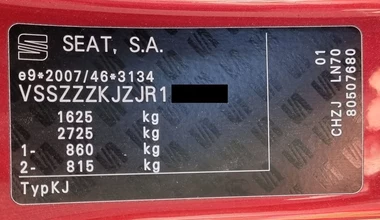 SEAT, S.A.
e9*2007/46*3134
VSSZZZKJZJR1
1625 kg
2725 kg
1- 860 kg
2- 815 kg
TypKJ
01
CHZJ LN70
80507680